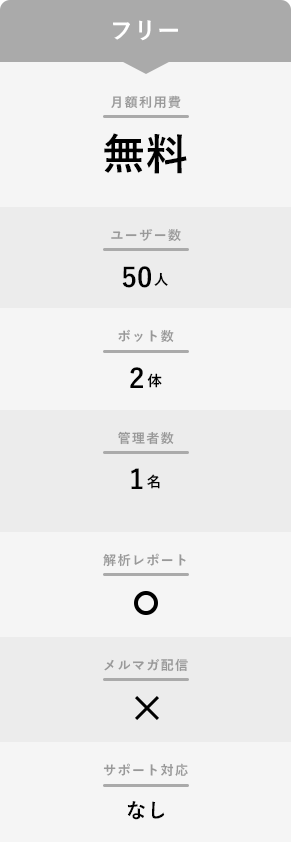 フリー
月額利用費
無料
ユーザー数
50人
ボット数
2体
管理者数
1名
解析レポート
○
メルマガ配信
×
サポート対応
なし